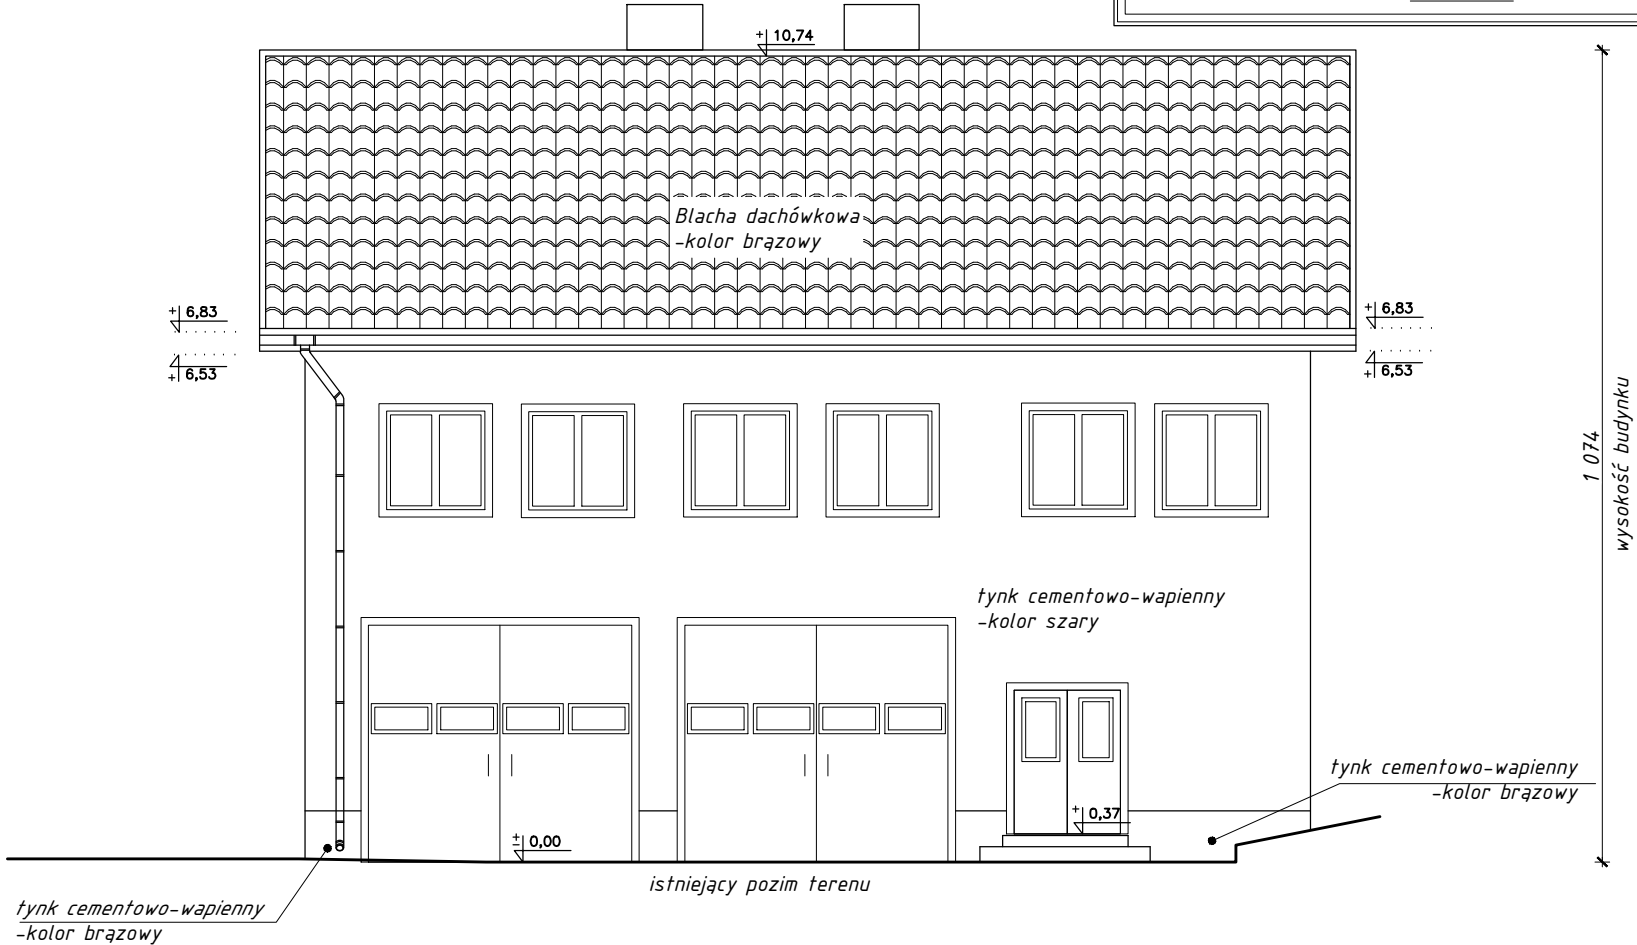 + 10,74
Blacha dachówkowa
-kolor brązowy
+ 6,83
+ 6,53
+ 6,83
+ 6,53
1 074
wysokość budynku
tynk cementowo-wapienny
-kolor szary
tynk cementowo-wapienny
-kolor brązowy
+ 0,37
± 0,00
istniejący pozim terenu
tynk cementowo-wapienny
-kolor brązowy